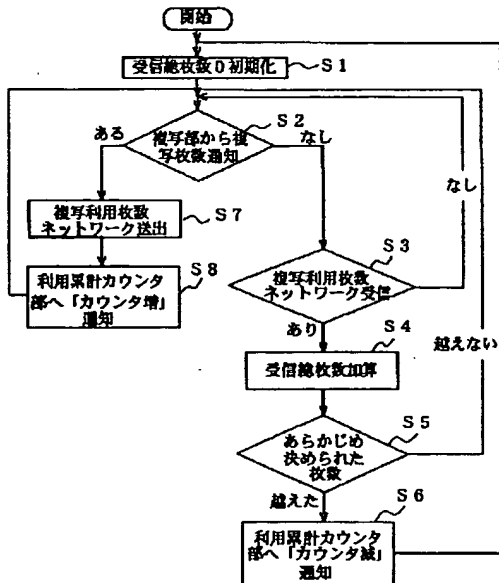 開始
受信総枚数0初期化
S1
S2
ある
複写部から複
写枚数通知
なし
なし
複写利用枚数
ネットワーク送出
S7
S3
利用累計カウンタ
部へ「カウンタ増」
通知
S8
複写利用枚数
ネットワーク受信
あり
S4
越えない
受信総枚数加算
あらかじめ
決められた
枚数
S5
越えた
S6
利用累計カウンタ
部へ「カウンタ減」
通知